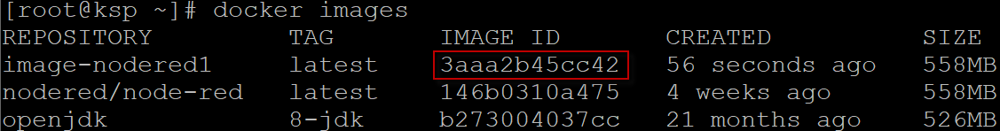 [root@ksp ~]# docker images
REPOSITORY TAG IMAGE ID CREATED SIZE
image-nodered1 latest 3aaa2b45cc42 56 seconds ago 558MB
nodered/node-red latest 146b0310a475 4 weeks ago 558MB
openjdk 8-jdk b273004037cc 21 months ago 526MB